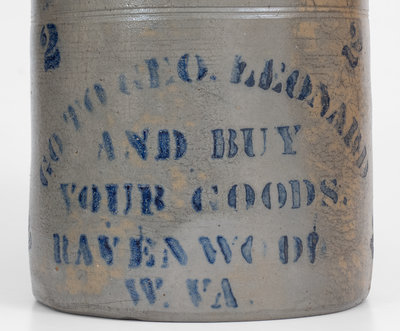 2 2
GO TO GEO. LEONARD
AND BUY
YOUR GOODS.
RAVENWOOD
W. VA.